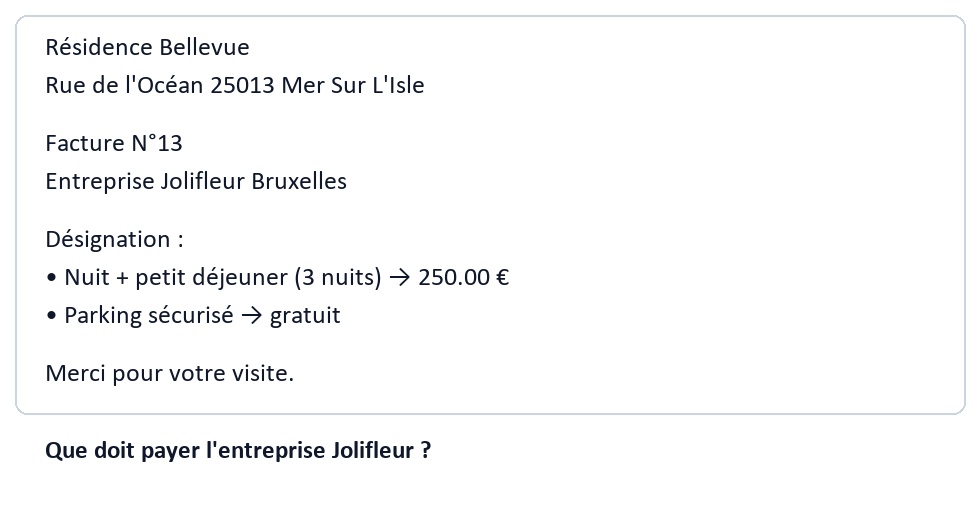 Résidence Bellevue
Rue de l'Océan 25013 Mer Sur L'Isle
Facture N°13
Entreprise Jolifleur Bruxelles
Désignation :
• Nuit + petit déjeuner (3 nuits) → 250.00 €
• Parking sécurisé → gratuit
Merci pour votre visite.
Que doit payer l'entreprise Jolifleur ?